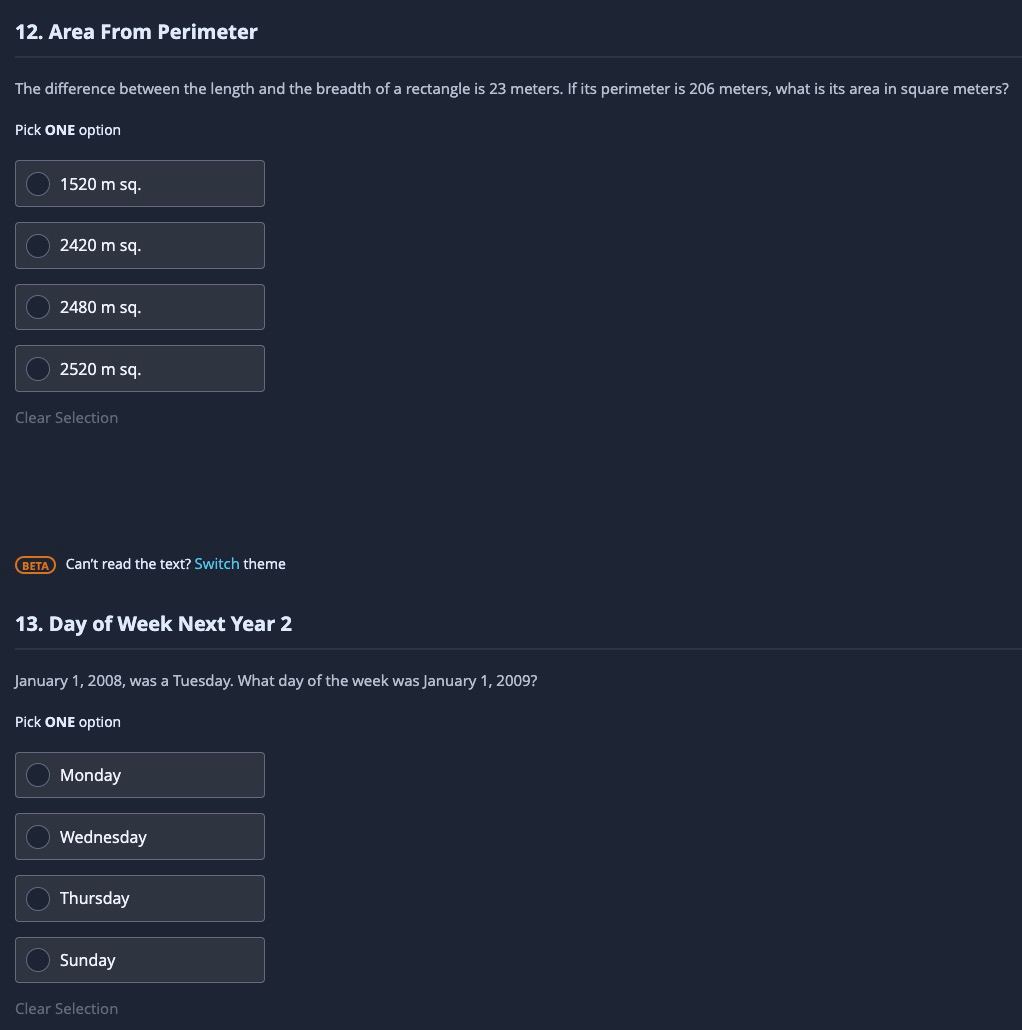 12. Area From Perimeter
The difference between the length and the breadth of a rectangle is 23 meters. If its perimeter is 206 meters, what is its area in square meters?
Pick ONE option
1520 m sq.
2420 m sq.
2480 m sq.
2520 m sq.
Clear Selection
BETA Can't read the text? Switch theme
13. Day of Week Next Year 2
January 1, 2008, was a Tuesday. What day of the week was January 1, 2009?
Pick ONE option
Monday
Wednesday
Thursday
Sunday
Clear Selection